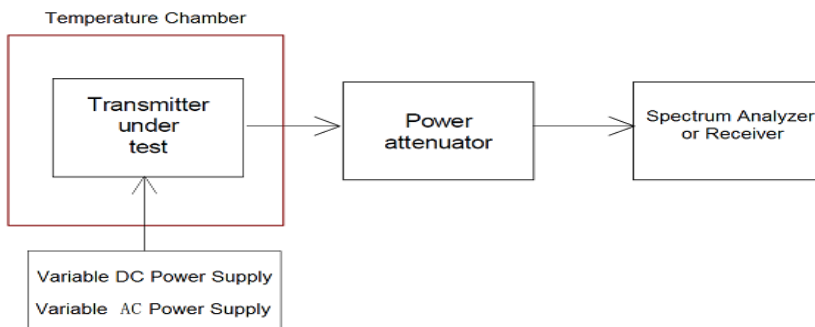 Temperature Chamber
Transmitter
under
test
Power
attenuator
Spectrum Analyzer
or Receiver
Variable DC Power Supply
Variable AC Power Supply